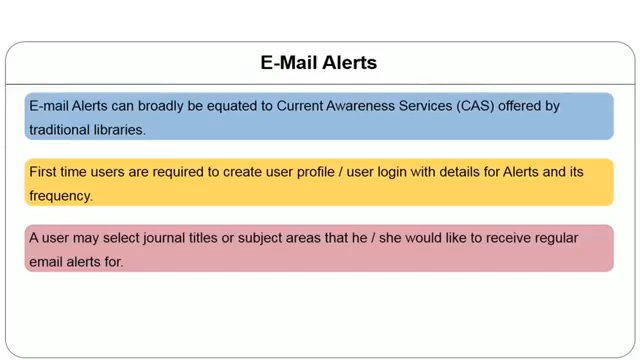 E-Mail Alerts
E-mail Alerts can broadly be equated to Current Awareness Services (CAS) offered by
traditional libraries.
First time users are required to create user profile / user login with details for Alerts and its
frequency.
A user may select journal titles or subject areas that he / she would like to receive regular
email alerts for.